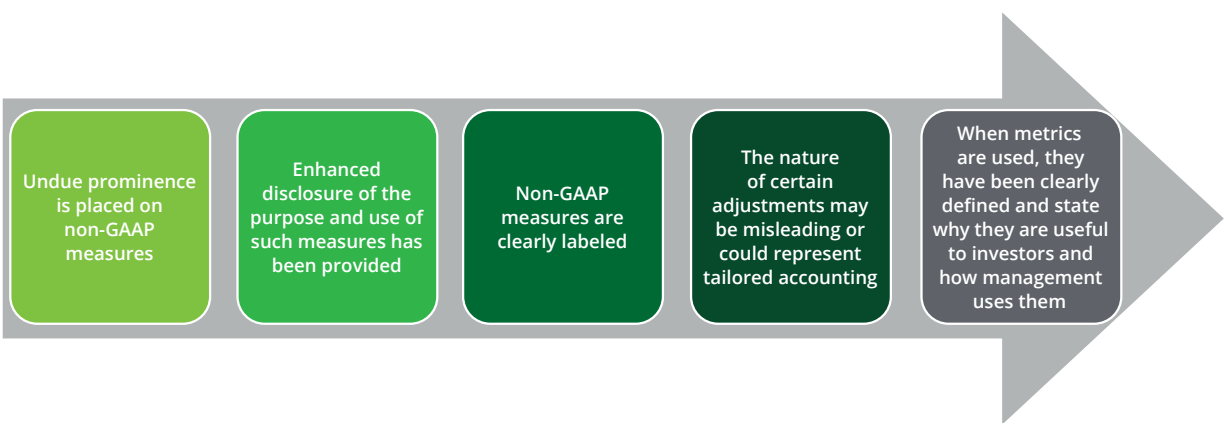 Undue prominence
is placed on
non-GAAP
measures
Enhanced
disclosure of the
purpose and use of
such measures has
been provided
Non-GAAP
measures are
clearly labeled
The nature
of certain
adjustments may
be misleading or
could represent
tailored accounting
When metrics
are used, they
have been clearly
defined and state
why they are useful
to investors and
how management
uses them